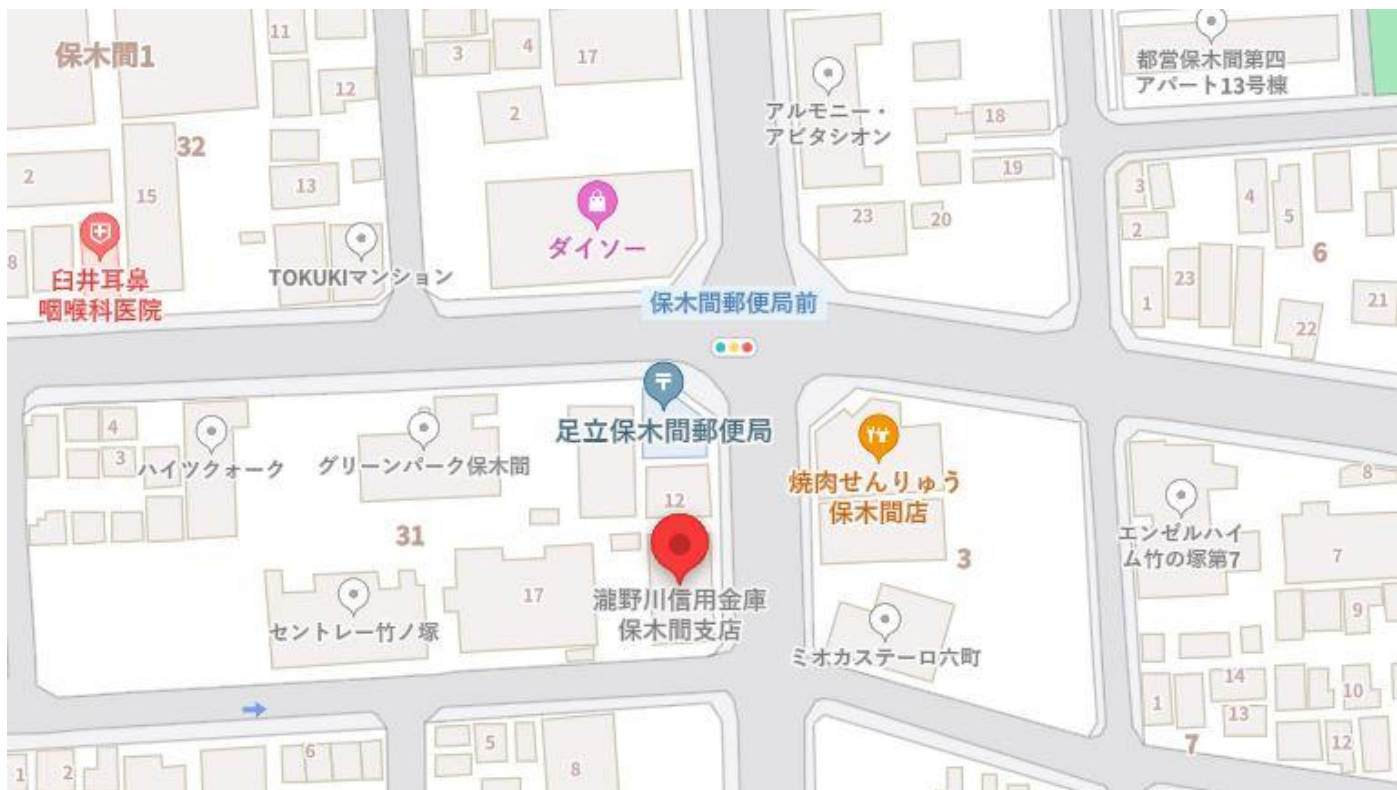 保木間1
11
3
4
17
12
2
32
2
15
13
8
臼井耳鼻
咽喉科医院
TOKUKIマンション
ダイソー
アルモニー・
アビタシオン
18
19
23
20
都営保木間第四
アパート13号棟
3
2
4
5
6
23
1
22
21
保木間郵便局前
足立保木間郵便局
4
3
ハイツクォーク
グリーンパーク保木間
12
31
17
セントレー竹ノ塚
瀧野川信用金庫
保木間支店
焼肉せんりゅう
保木間店
3
ミオカステーロ六町
エンゼルハイ
ム竹の塚第7
8
7
9
14
13
1
10
12
7
1
2
6
5
8